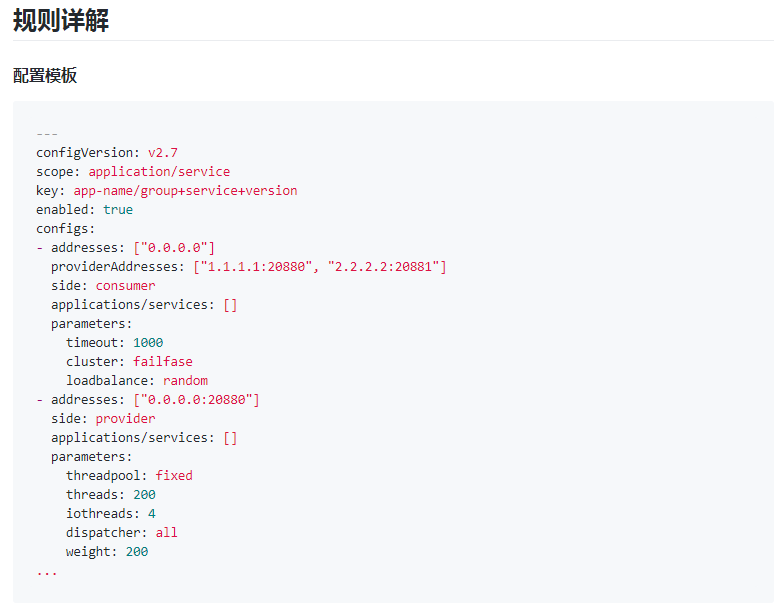 规则详解
配置模板
---
configVersion: v2.7
scope: application/service
key: app-name/group+service+version
enabled: true
configs:
- addresses: ["0.0.0.0"]
  providerAddresses: ["1.1.1.1:20880", "2.2.2.2:20881"]
  side: consumer
  applications/services: []
  parameters:
    timeout: 1000
    cluster: failfase
    loadbalance: random
- addresses: ["0.0.0.0:20880"]
  side: provider
  applications/services: []
  parameters:
    threadpool: fixed
    threads: 200
    iothreads: 4
    dispatcher: all
    weight: 200
...